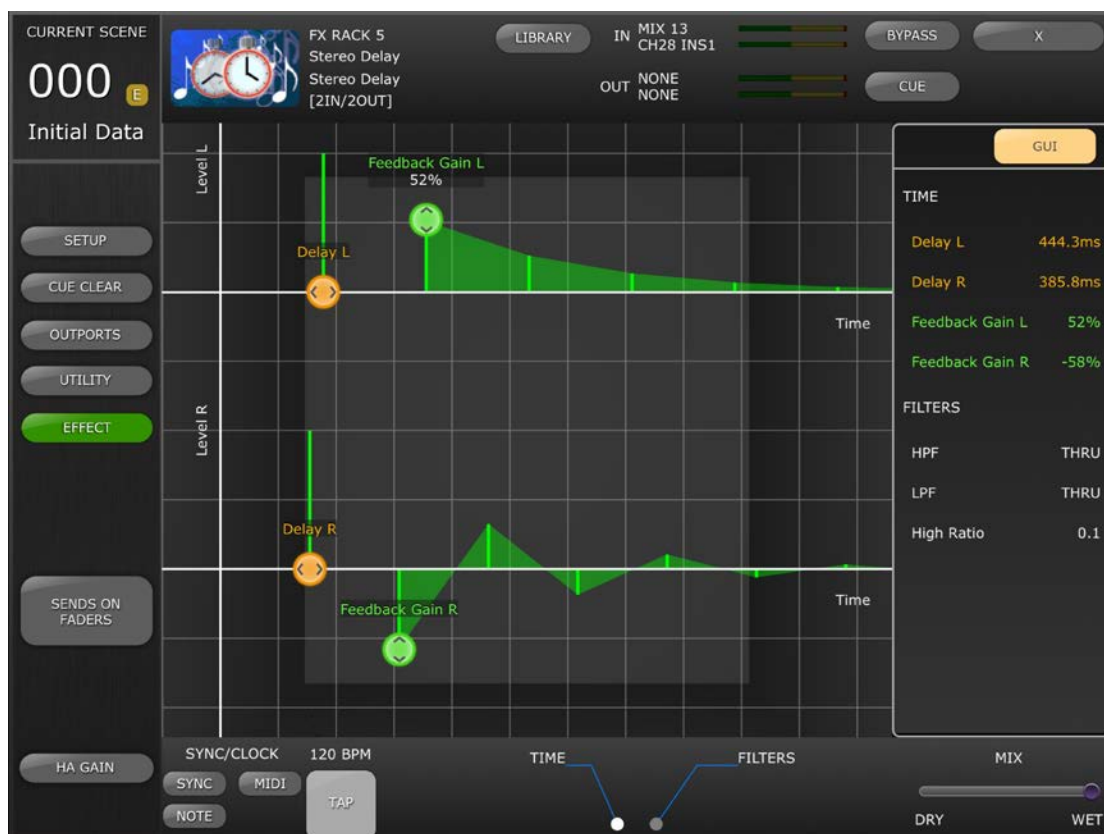 CURRENT SCENE
000 E
Initial Data
FX RACK 5
Stereo Delay
Stereo Delay
[2IN/2OUT]
LIBRARY
IN MIX 13
CH28 INS1
OUT NONE
NONE
BYPASS
X
CUE
SETUP
CUE CLEAR
OUTPORTS
UTILITY
EFFECT
SENDS ON
FADERS
HA GAIN
Level L
Feedback Gain L
52%
Delay L
Time
Level R
Delay R
Feedback Gain R
Time
GUI
TIME
Delay L 444.3ms
Delay R 385.8ms
Feedback Gain L 52%
Feedback Gain R -58%
FILTERS
HPF THRU
LPF THRU
High Ratio 0.1
SYNC/CLOCK 120 BPM
SYNC MIDI
NOTE
TAP
TIME FILTERS
MIX
DRY WET